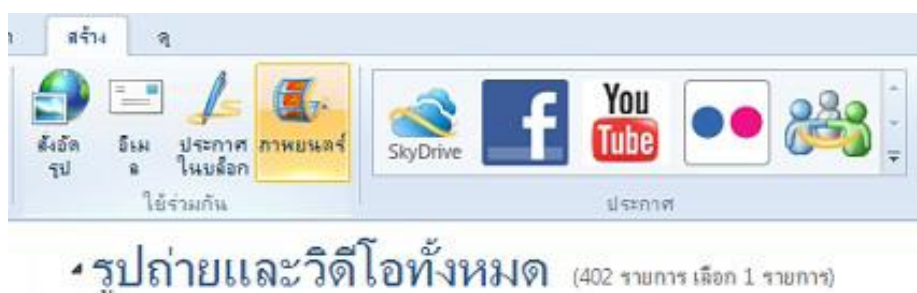 สร้าง ดู
สั่งอัด อีเม ประกาศ ภาพยนตร์
รูป ล ในบล็อก
SkyDrive f You Tube
ใช้ร่วมกัน ประกาศ
รูปถ่ายและวิดีโอทั้งหมด (402 รายการ เลือก 1 รายการ)